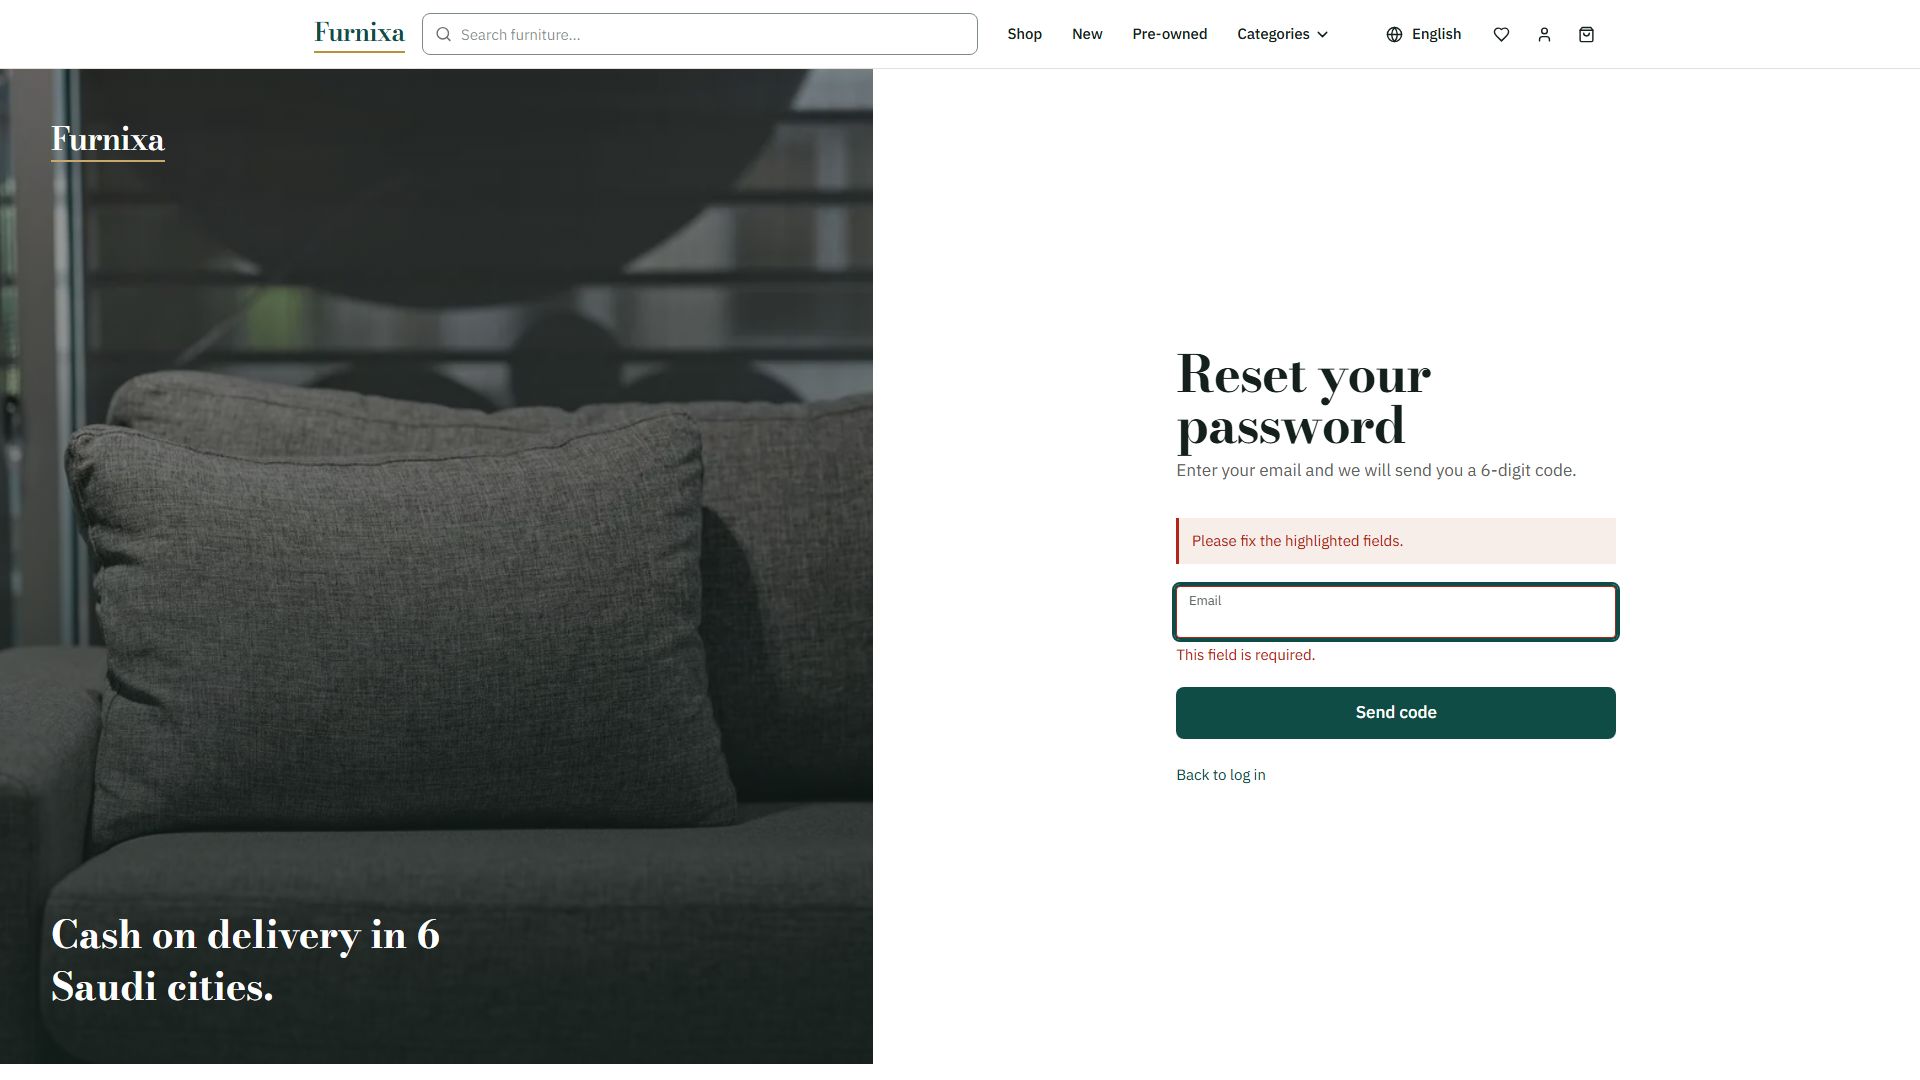 Furnixa
Search furniture...
Shop
New
Pre-owned
Categories
English
Furnixa
Cash on delivery in 6
Saudi cities.
Reset your
password
Enter your email and we will send you a 6-digit code.
Please fix the highlighted fields.
Email
This field is required.
Send code
Back to log in